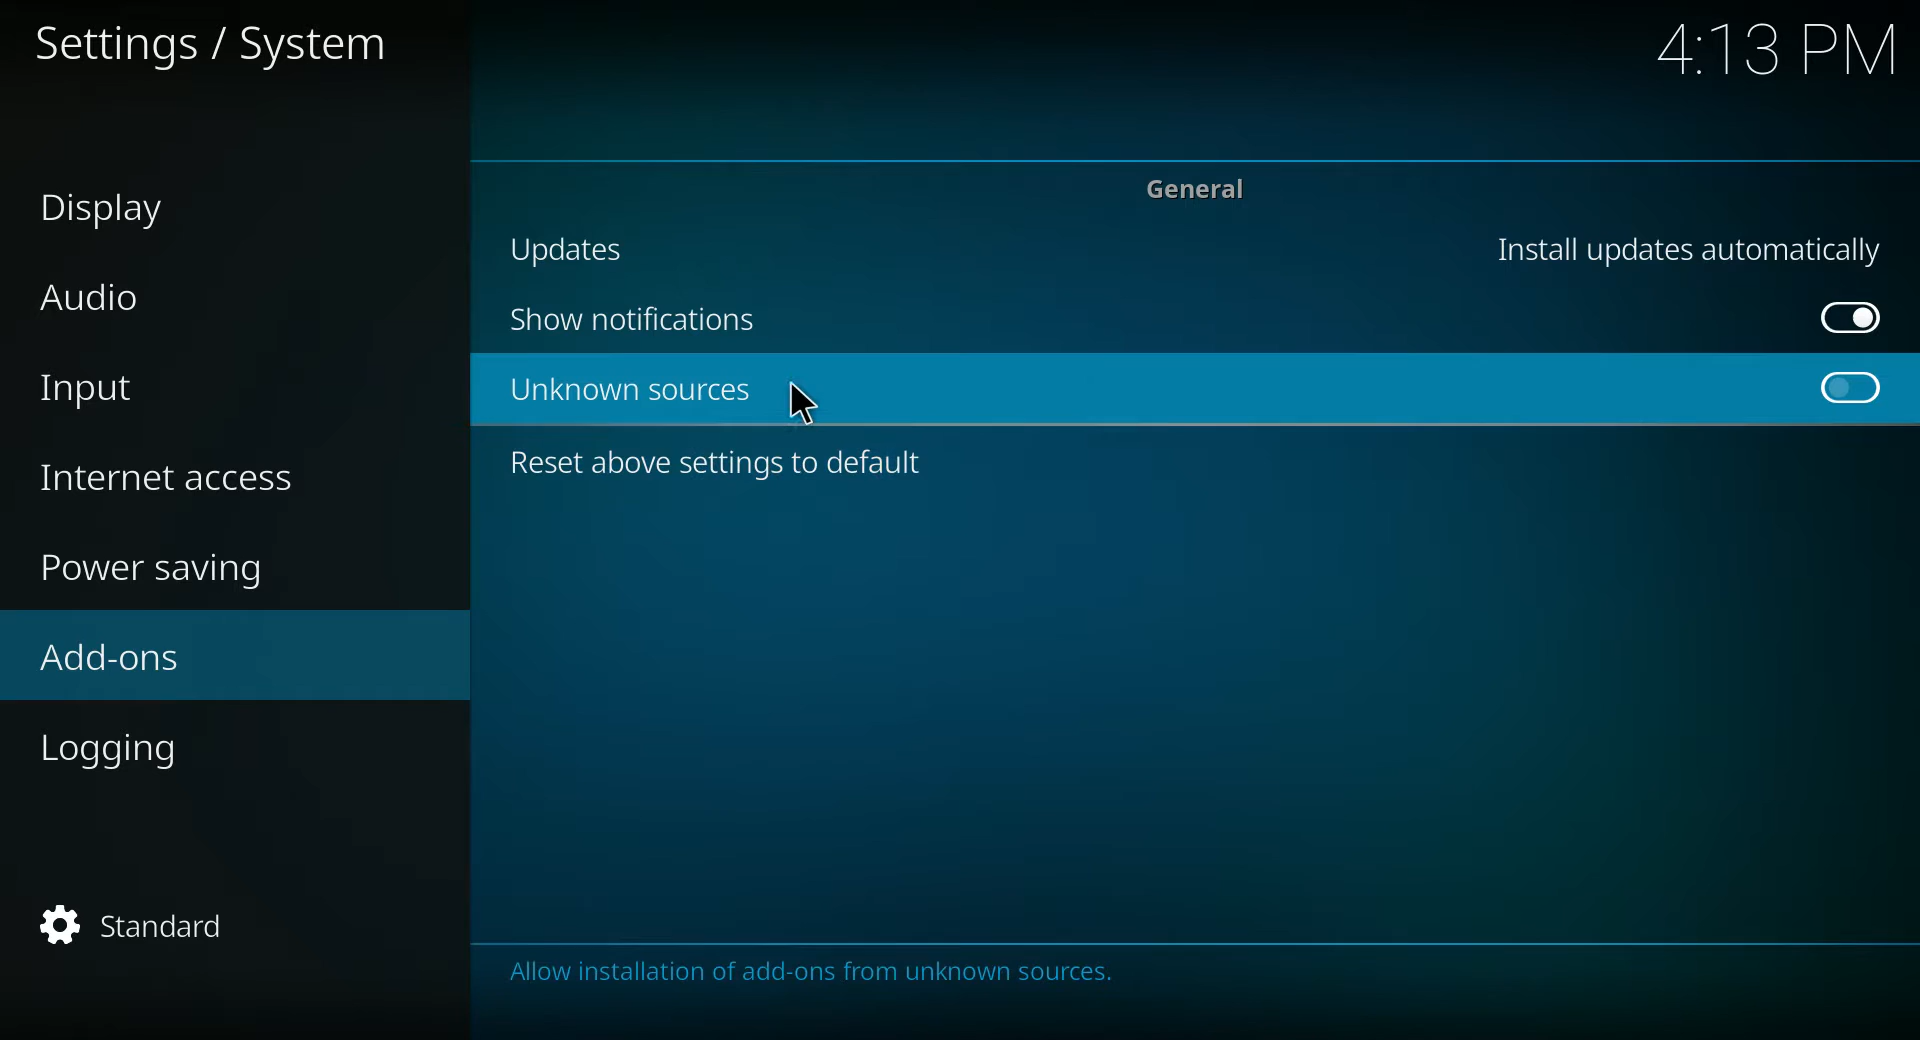 Settings / System
4:13 PM
Display
Audio
Input
Internet access
Power saving
Add-ons
Logging
Standard
General
Updates
Install updates automatically
Show notifications
Unknown sources
Reset above settings to default
Allow installation of add-ons from unknown sources.